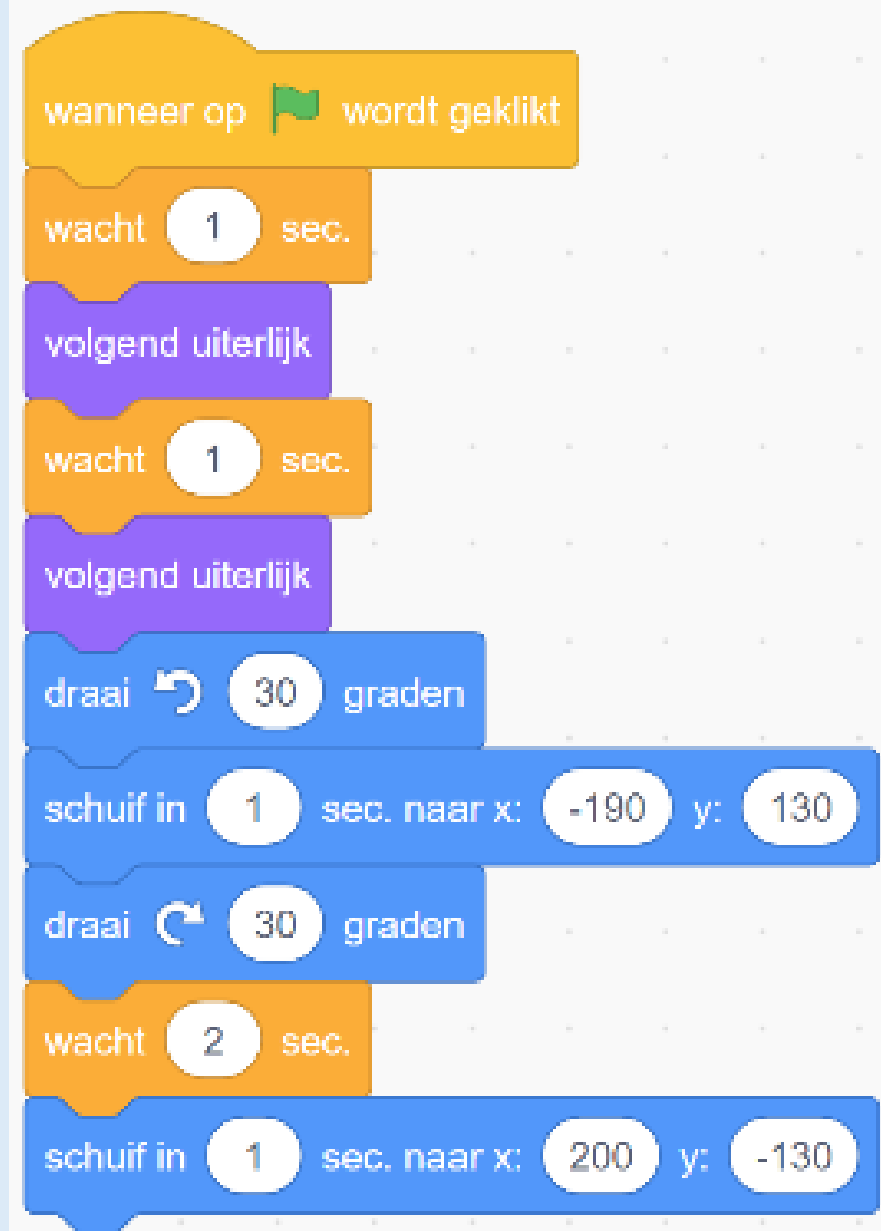 wanneer op wordt geklikt
wacht 1 sec.
volgend uiterlijk
wacht 1 sec.
volgend uiterlijk
draai 30 graden
schuif in 1 sec. naar x: -190 y: 130
draai 30 graden
wacht 2 sec.
schuif in 1 sec. naar x: 200 y: -130